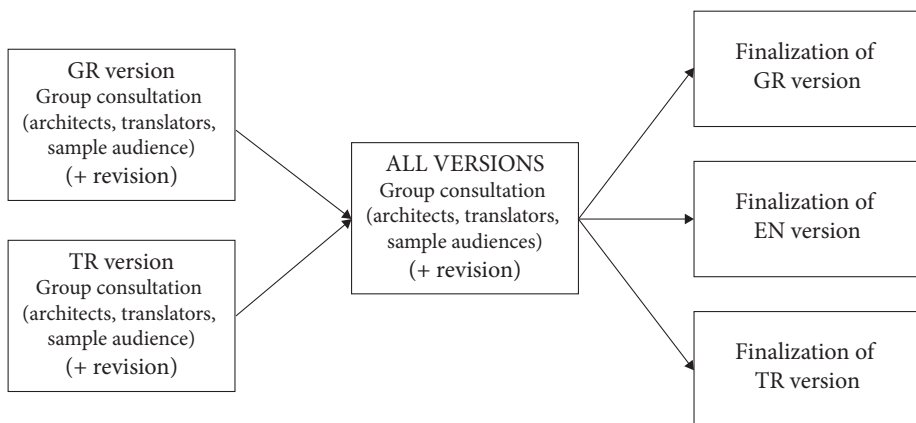 GR version
Group consultation
(architects, translators,
sample audience)
(+ revision)
TR version
Group consultation
(architects, translators,
sample audience)
(+ revision)
ALL VERSIONS
Group consultation
(architects, translators,
sample audiences)
(+ revision)
Finalization of
GR version
Finalization of
EN version
Finalization of
TR version